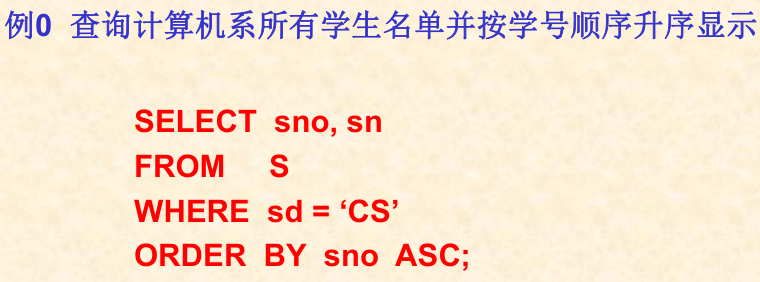 例0 查询计算机系所有学生名单并按学号顺序升序显示
SELECT sno, sn
FROM S
WHERE sd = ‘CS’
ORDER BY sno ASC;